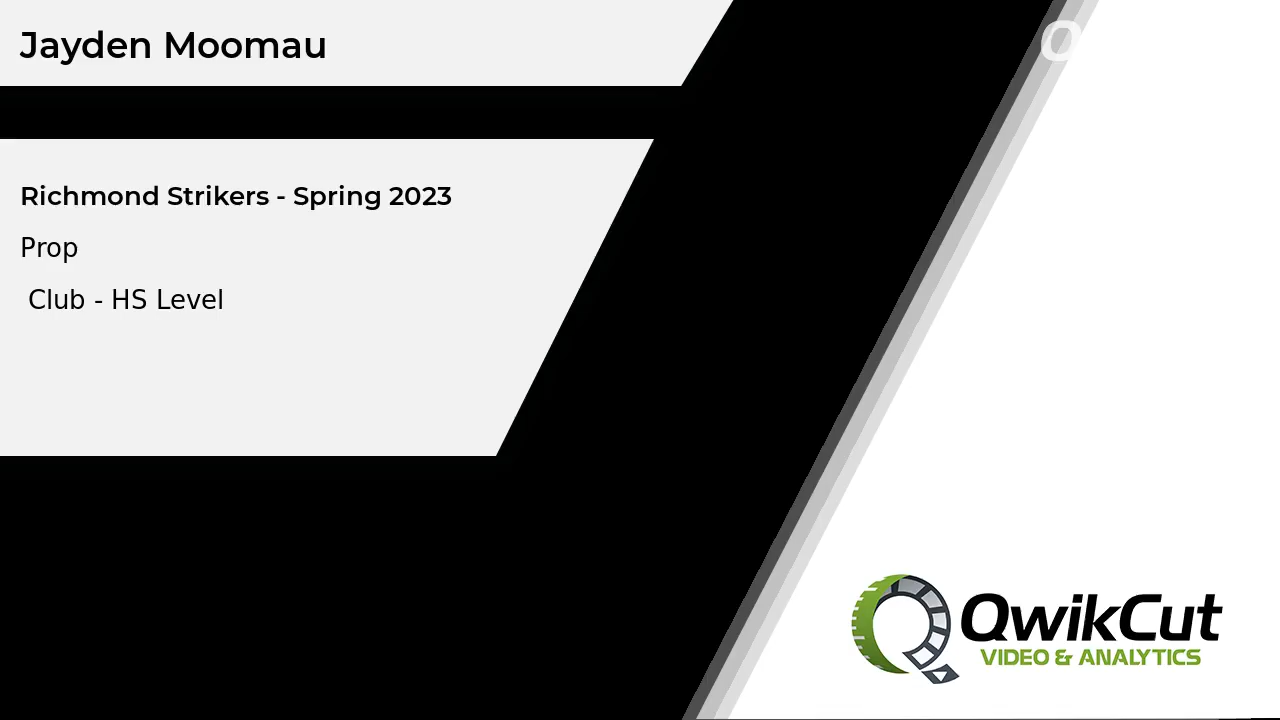 Jayden Moomau
Richmond Strikers - Spring 2023
Prop
Club - HS Level
QwikCut
VIDEO & ANALYTICS